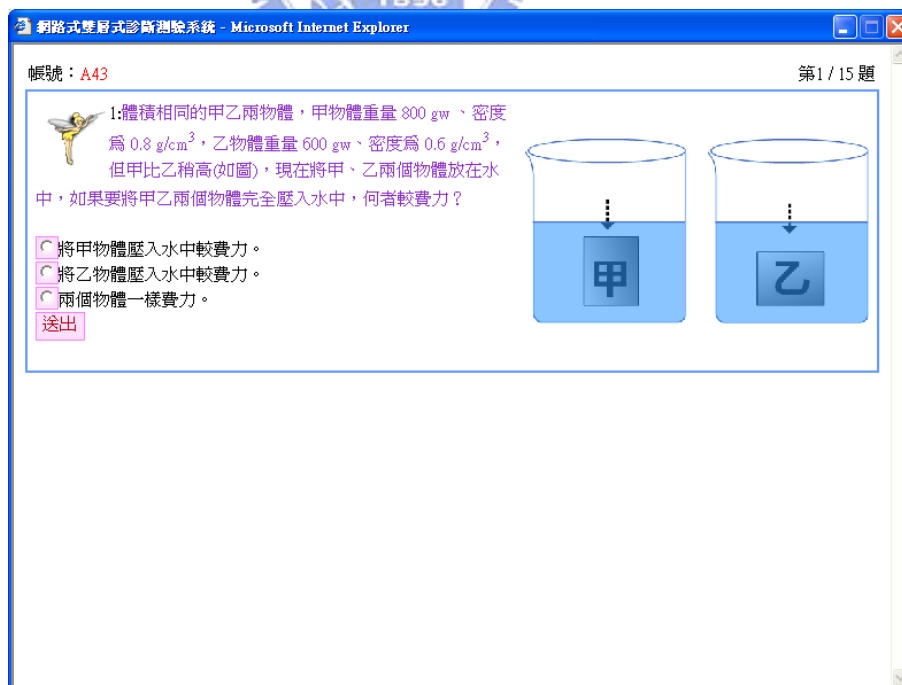 1896
網路式雙層式診斷測驗系統 - Microsoft Internet Explorer
帳號：A43
第1 / 15 題
1:體積相同的甲乙兩物體，甲物體重量 800 gw 、密度
為 0.8 g/cm³，乙物體重量 600 gw、密度為 0.6 g/cm³，
但甲比乙稍高(如圖)，現在將甲、乙兩個物體放在水
中，如果要將甲乙兩個物體完全壓入水中，何者較費力？
將甲物體壓入水中較費力。
將乙物體壓入水中較費力。
兩個物體一樣費力。
送出
甲
乙